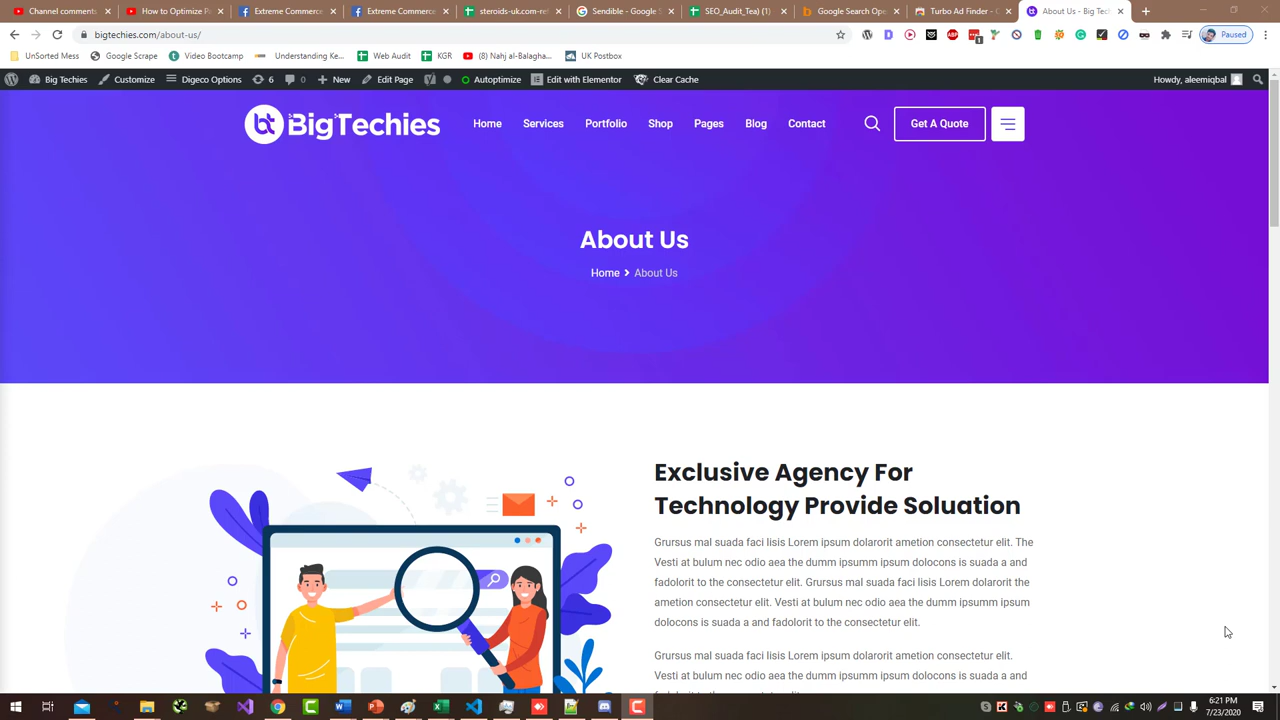 Channel comments
How to Optimize P
Extreme Commerce
Extreme Commerce
steroids-uk.com-re
Sendible - Google S
SEO_Audit_Tea(1)
Google Search Ope
Turbo Ad Finder - C
About Us - Big Tec
bigtechies.com/about-us/
Paused
UnSorted Mess
Google Scrape
Video Bootcamp
Understanding Ke...
Web Audit
KGR
(8) Nahj al-Balagha...
UK Postbox
Big Techies
Customize
Digeco Options
6
0
New
Edit Page
Autoptimize
Edit with Elementor
Clear Cache
Howdy, aleemiqbal
BigTechies
Home
Services
Portfolio
Shop
Pages
Blog
Contact
Get A Quote
About Us
Home > About Us
Exclusive Agency For
Technology Provide Soluation
Grursus mal suada faci lisis Lorem ipsum dolarorit ametion consectetur elit. The
Vesti at bulum nec odio aea the dumm ipsumm ipsum dolocons is suada a and
fadolorit to the consectetur elit. Grursus mal suada faci lisis Lorem dolarorit the
ametion consectetur elit. Vesti at bulum nec odio aea the dumm ipsumm ipsum
dolocons is suada a and fadolorit to the consectetur elit.
Grursus mal suada faci lisis Lorem ipsum dolarorit ametion consectetur elit.
Vesti at bulum nec odio aea the dumm ipsumm ipsum dolocons is suada a and
6:21 PM
7/23/2020